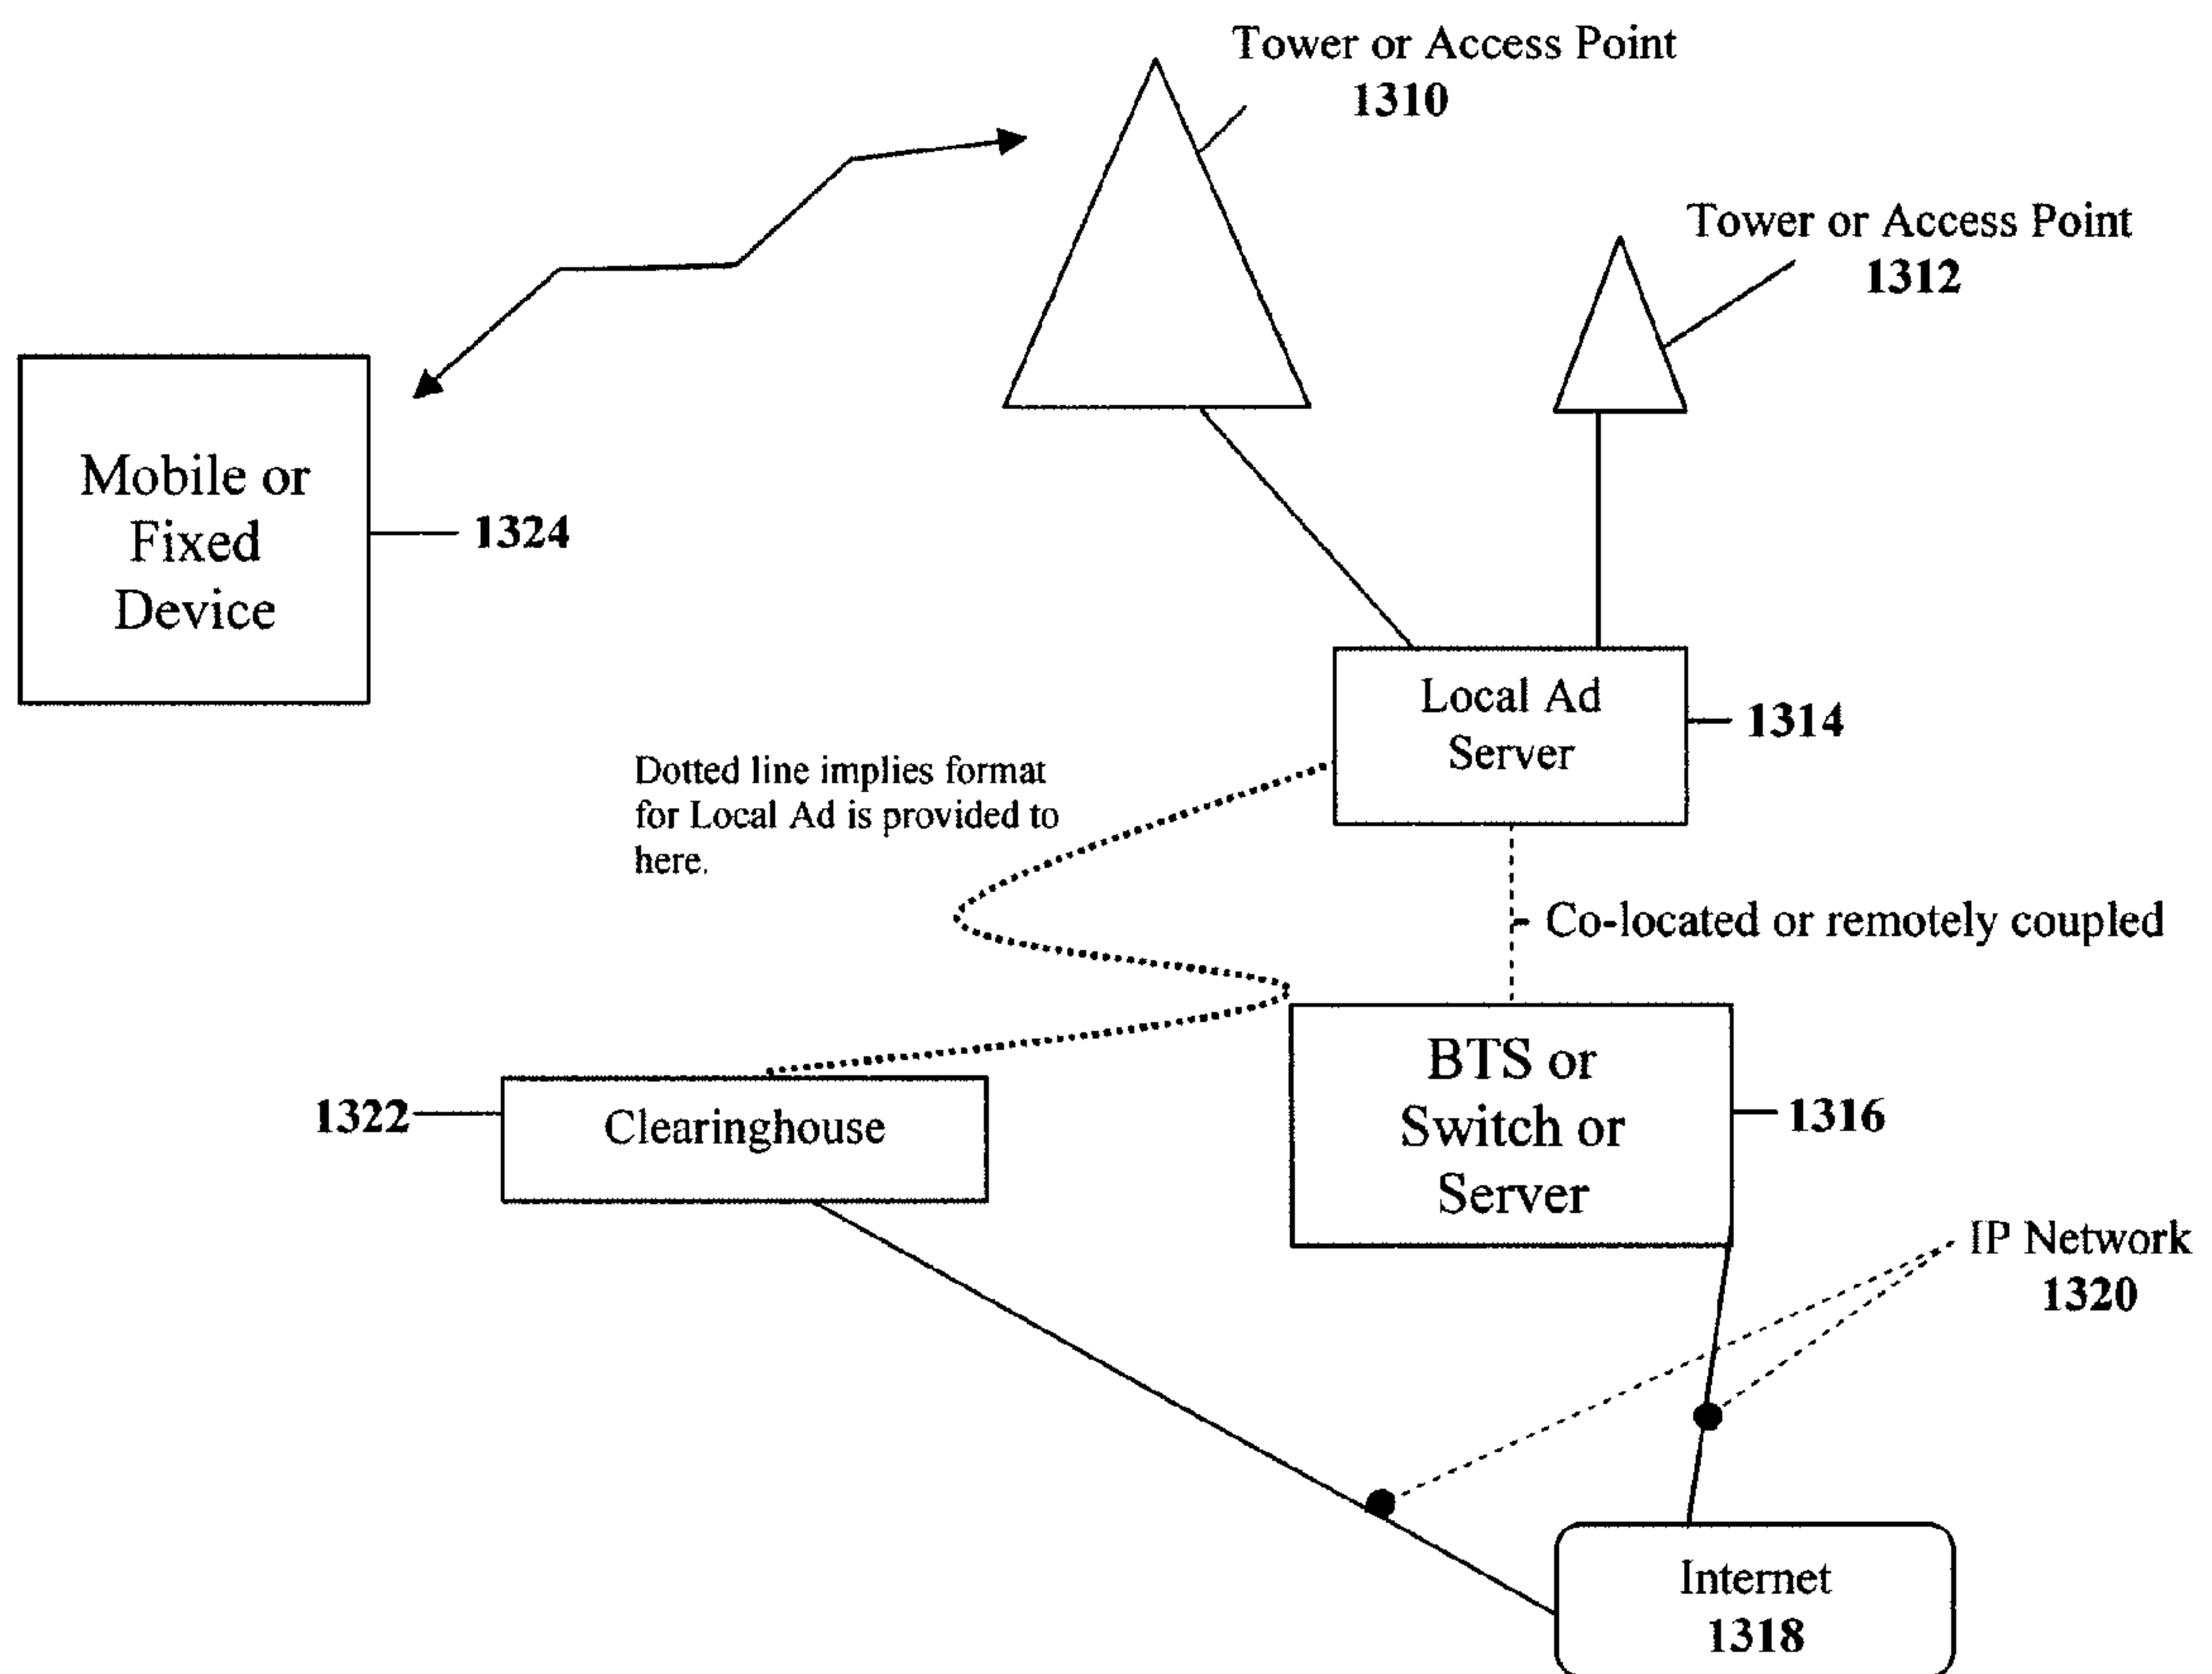 Tower or Access Point
1310
Tower or Access Point
1312
Mobile or
Fixed
Device
1324
Local Ad
Server
1314
Dotted line implies format
for Local Ad is provided to
here.
Co-located or remotely coupled
BTS or
Switch or
Server
1316
1322
Clearinghouse
IP Network
1320
Internet
1318